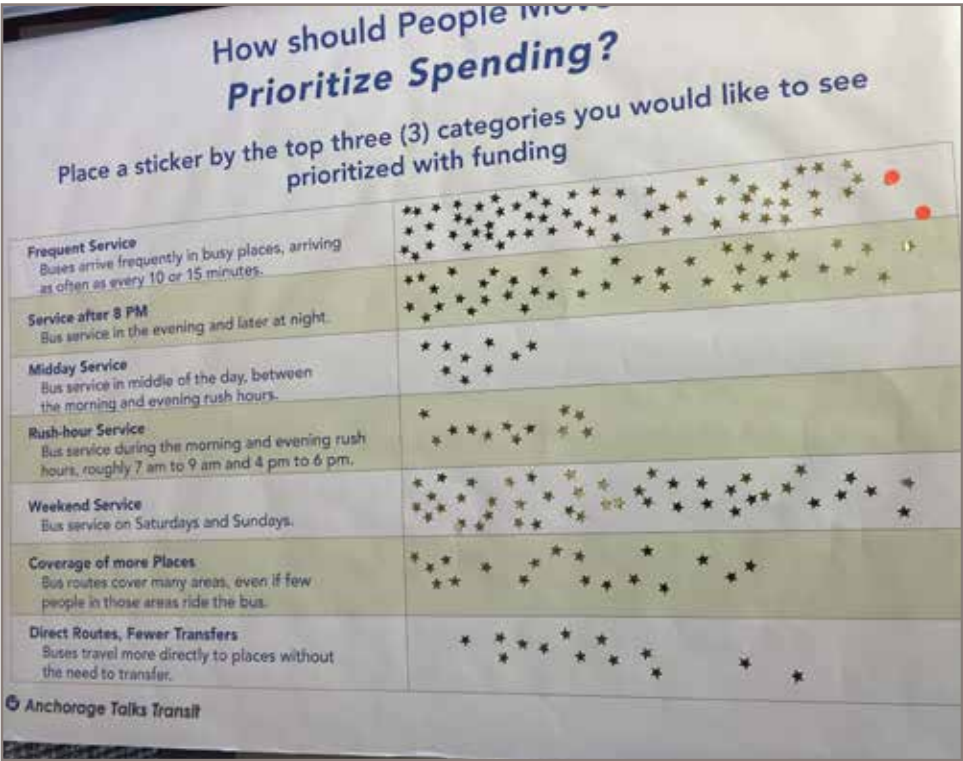 How should People
Prioritize Spending?
Place a sticker by the top three (3) categories you would like to see
prioritized with funding
Frequent Service
Buses arrive frequently in busy places, arriving
as often as every 10 or 15 minutes.
Service after 8 PM
Bus service in the evening and later at night.
Midday Service
Bus service in middle of the day, between
the morning and evening rush hours.
Rush-hour Service
Bus service during the morning and evening rush
hours, roughly 7 am to 9 am and 4 pm to 6 pm.
Weekend Service
Bus service on Saturdays and Sundays.
Coverage of more Places
Bus routes cover many areas, even if few
people in those areas ride the bus.
Direct Routes, Fewer Transfers
Buses travel more directly to places without
the need to transfer.
Anchorage Talks Transit